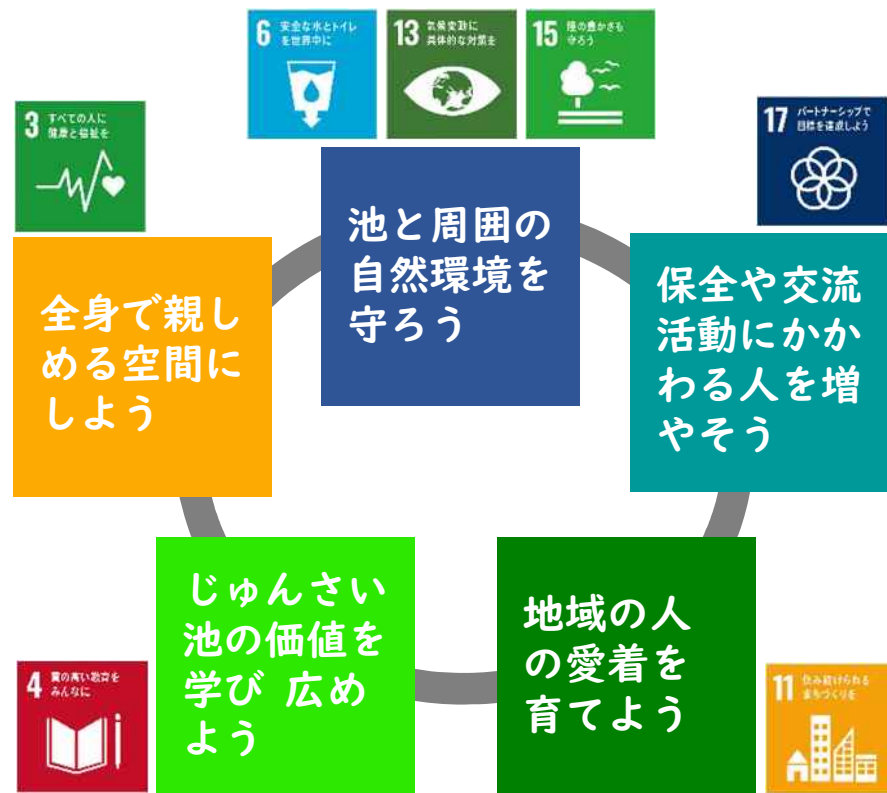 6 安全な水とトイレ
を世界中に
13 気候変動に
具体的な対策を
15 陸の豊かさも
守ろう
3 すべての人に
健康と福祉を
17 パートナーシップで
目標を達成しよう
池と周囲の
自然環境を
守ろう
全身で親し
める空間に
しよう
保全や交流
活動にかか
わる人を増
やそう
じゅんさい
池の価値を
学び 広め
よう
地域の人
の愛着を
育てよう
4 質の高い教育を
みんなに
11 住み続けられる
まちづくりを